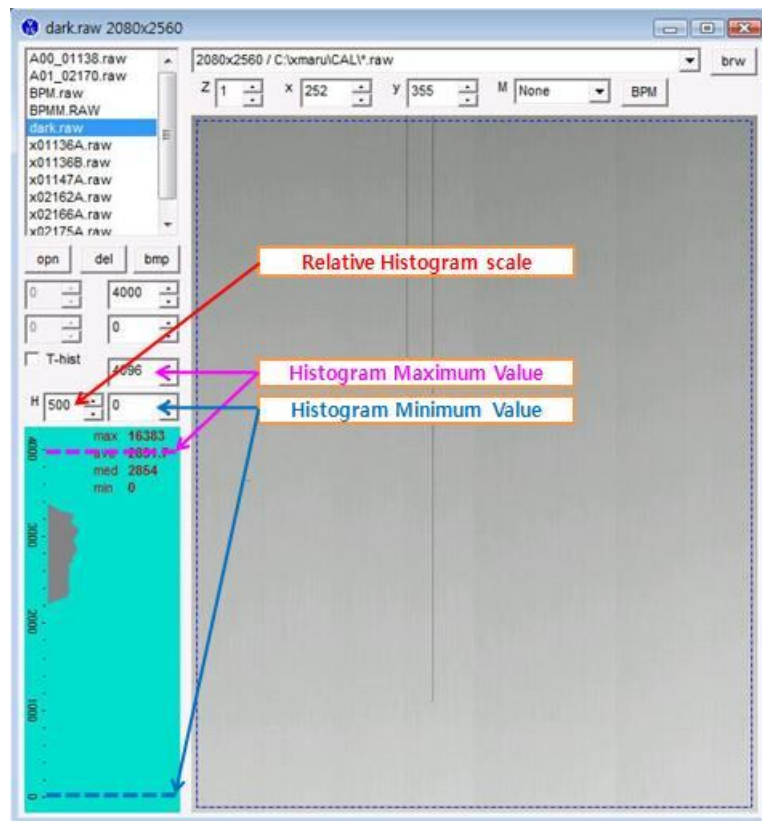 dark.raw 2080x2560
A00_01138.raw
A01_02170.raw
BPM.raw
BPMM.RAW
dark.raw
x01136A.raw
x01136B.raw
x01147A.raw
x02162A.raw
x02166A.raw
x02175A.raw
2080x2560 / C:\xmaru\CAL\*.raw
brw
Z 1 x 252 y 355 M None BPM
opn del bmp
0 4000
0 0
T-hist
4096
H 500 0
Relative Histogram scale
Histogram Maximum Value
Histogram Minimum Value
max 16383
ave
med 2854
min 0
4000
3000
2000
1000
0